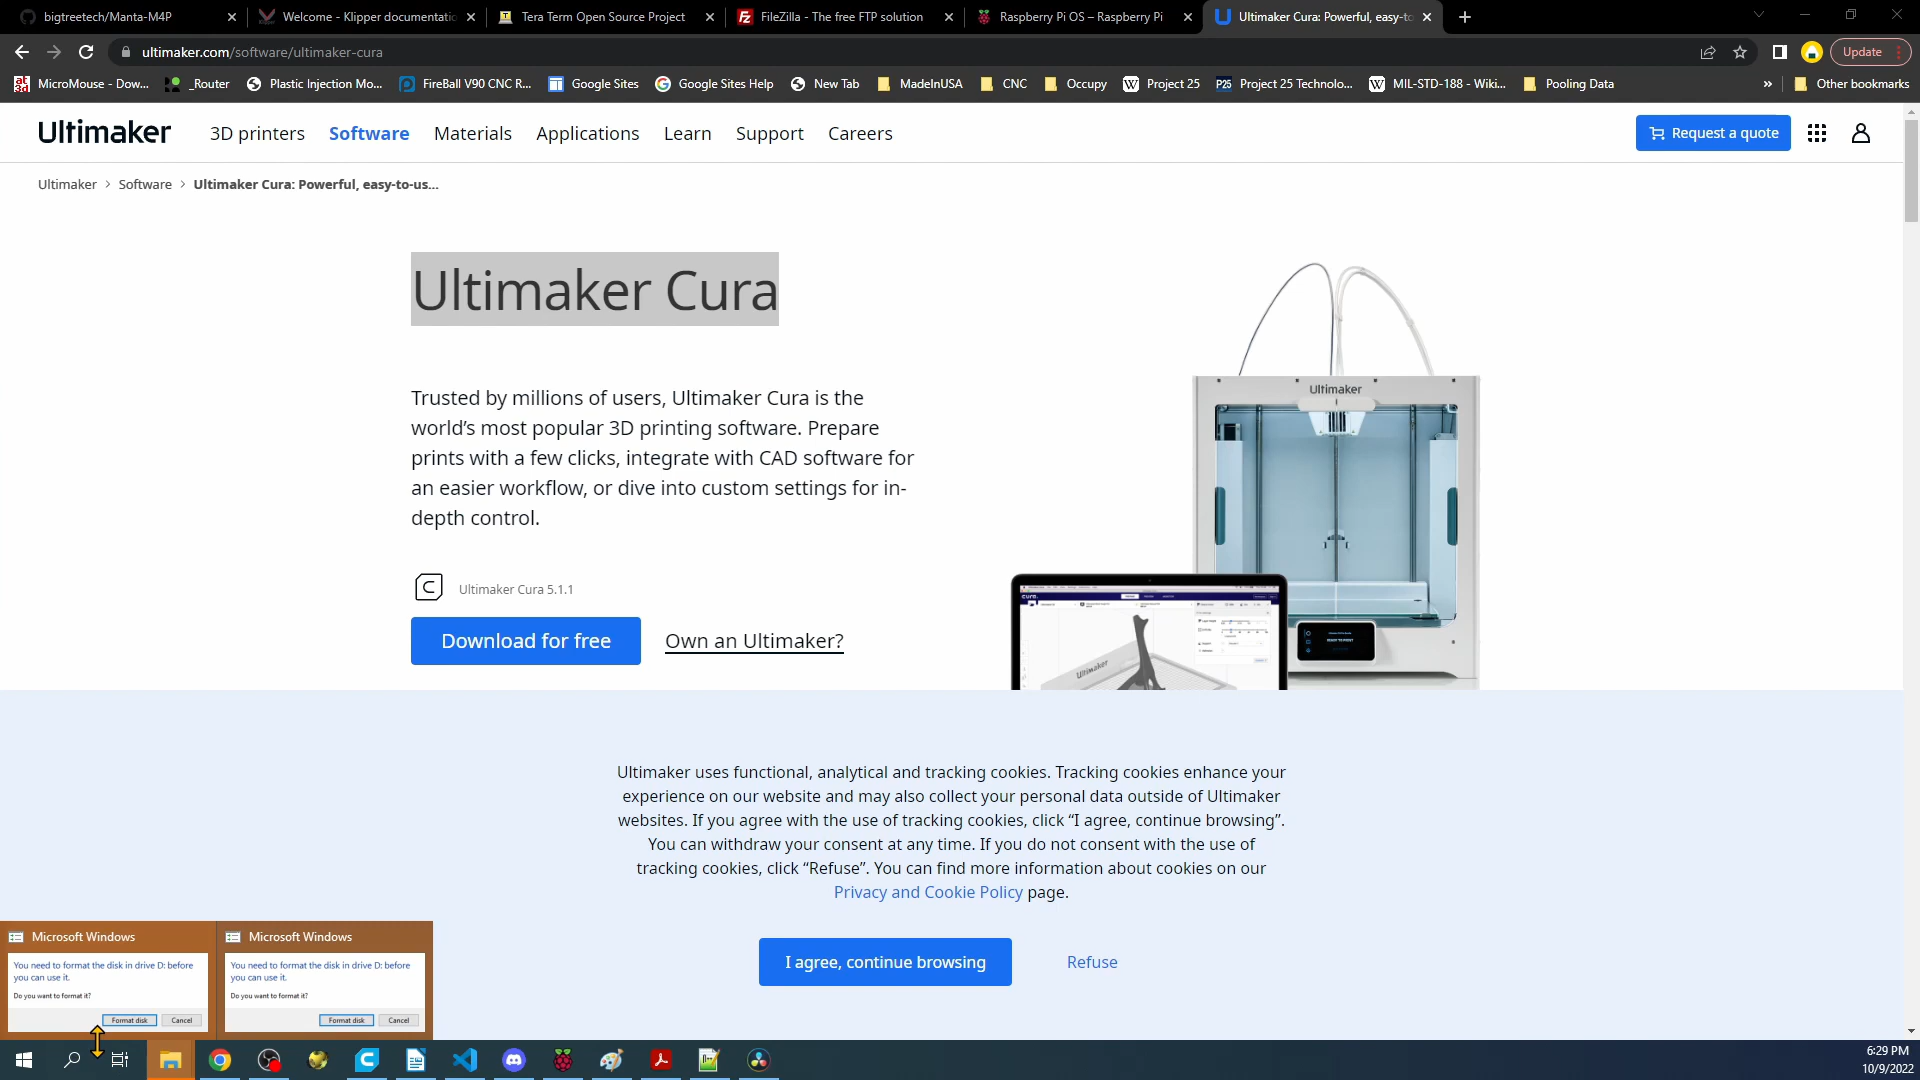 bigtreetech/Manta-M4P
Welcome - Klipper documentatio
Tera Term Open Source Project
FileZilla - The free FTP solution
Raspberry Pi OS – Raspberry Pi
Ultimaker Cura: Powerful, easy-to
ultimaker.com/software/ultimaker-cura
Update
MicroMouse - Dow...
_Router
Plastic Injection Mo...
FireBall V90 CNC R...
Google Sites
Google Sites Help
New Tab
MadeInUSA
CNC
Occupy
Project 25
Project 25 Technolo...
MIL-STD-188 - Wiki...
Pooling Data
»
Other bookmarks
Ultimaker
3D printers
Software
Materials
Applications
Learn
Support
Careers
Request a quote
Ultimaker > Software > Ultimaker Cura: Powerful, easy-to-us...
Ultimaker Cura
Trusted by millions of users, Ultimaker Cura is the
world’s most popular 3D printing software. Prepare
prints with a few clicks, integrate with CAD software for
an easier workflow, or dive into custom settings for in-
depth control.
Ultimaker Cura 5.1.1
Download for free
Own an Ultimaker?
Ultimaker
Ultimaker
Ultimaker uses functional, analytical and tracking cookies. Tracking cookies enhance your
experience on our website and may also collect your personal data outside of Ultimaker
websites. If you agree with the use of tracking cookies, click “I agree, continue browsing”.
You can withdraw your consent at any time. If you do not consent with the use of
tracking cookies, click “Refuse”. You can find more information about cookies on our
Privacy and Cookie Policy page.
I agree, continue browsing
Refuse
Microsoft Windows
You need to format the disk in drive D: before
you can use it.
Do you want to format it?
Format disk
Cancel
Microsoft Windows
You need to format the disk in drive D: before
you can use it.
Do you want to format it?
Format disk
Cancel
6:29 PM
10/9/2022